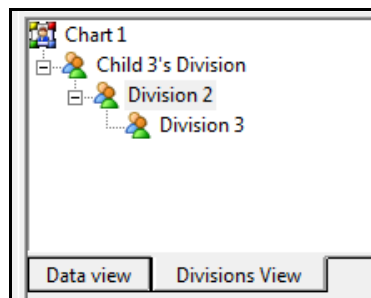 Chart 1
Child 3's Division
Division 2
Division 3
Data view Divisions View